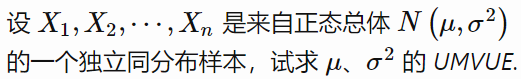 设 X₁, X₂, ⋯, Xₙ 是来自正态总体 N (μ, σ²)
的一个独立同分布样本，试求 μ、σ² 的 UMVUE.